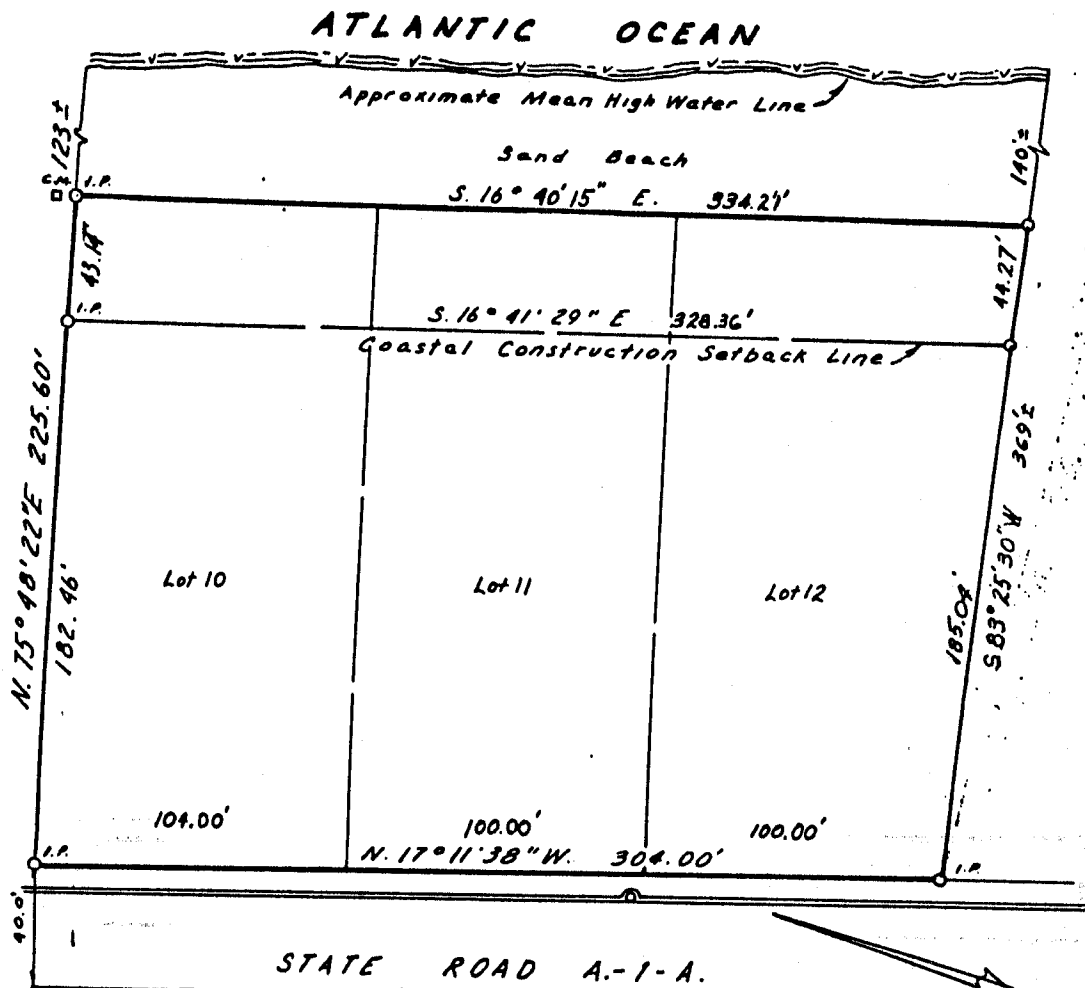 ATLANTIC OCEAN
Approximate Mean High Water Line
123 ±
140'±
Sand Beach
C.M. I.P.
S. 16° 40' 15" E. 334.27'
43.14'
44.27'
I.P.
S. 16° 41' 29" E 328.36'
Coastal Construction Setback Line
N. 75° 48' 22" E 225.60'
182.46'
369'±
S 83° 25' 30" W
185.04'
Lot 10 Lot 11 Lot 12
104.00' 100.00' 100.00'
I.P. N. 17° 11' 38" W. 304.00' I.P.
40.0'
STATE ROAD A.-1-A.